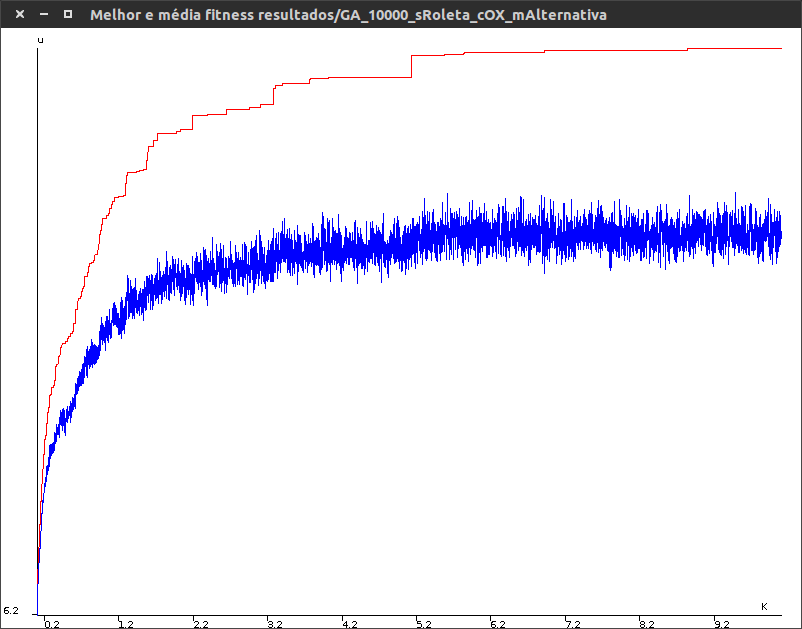 Melhor e média fitness resultados/GA_10000_sRoleta_cOX_mAlternativa
u
6.2
K
0.2 1.2 2.2 3.2 4.2 5.2 6.2 7.2 8.2 9.2